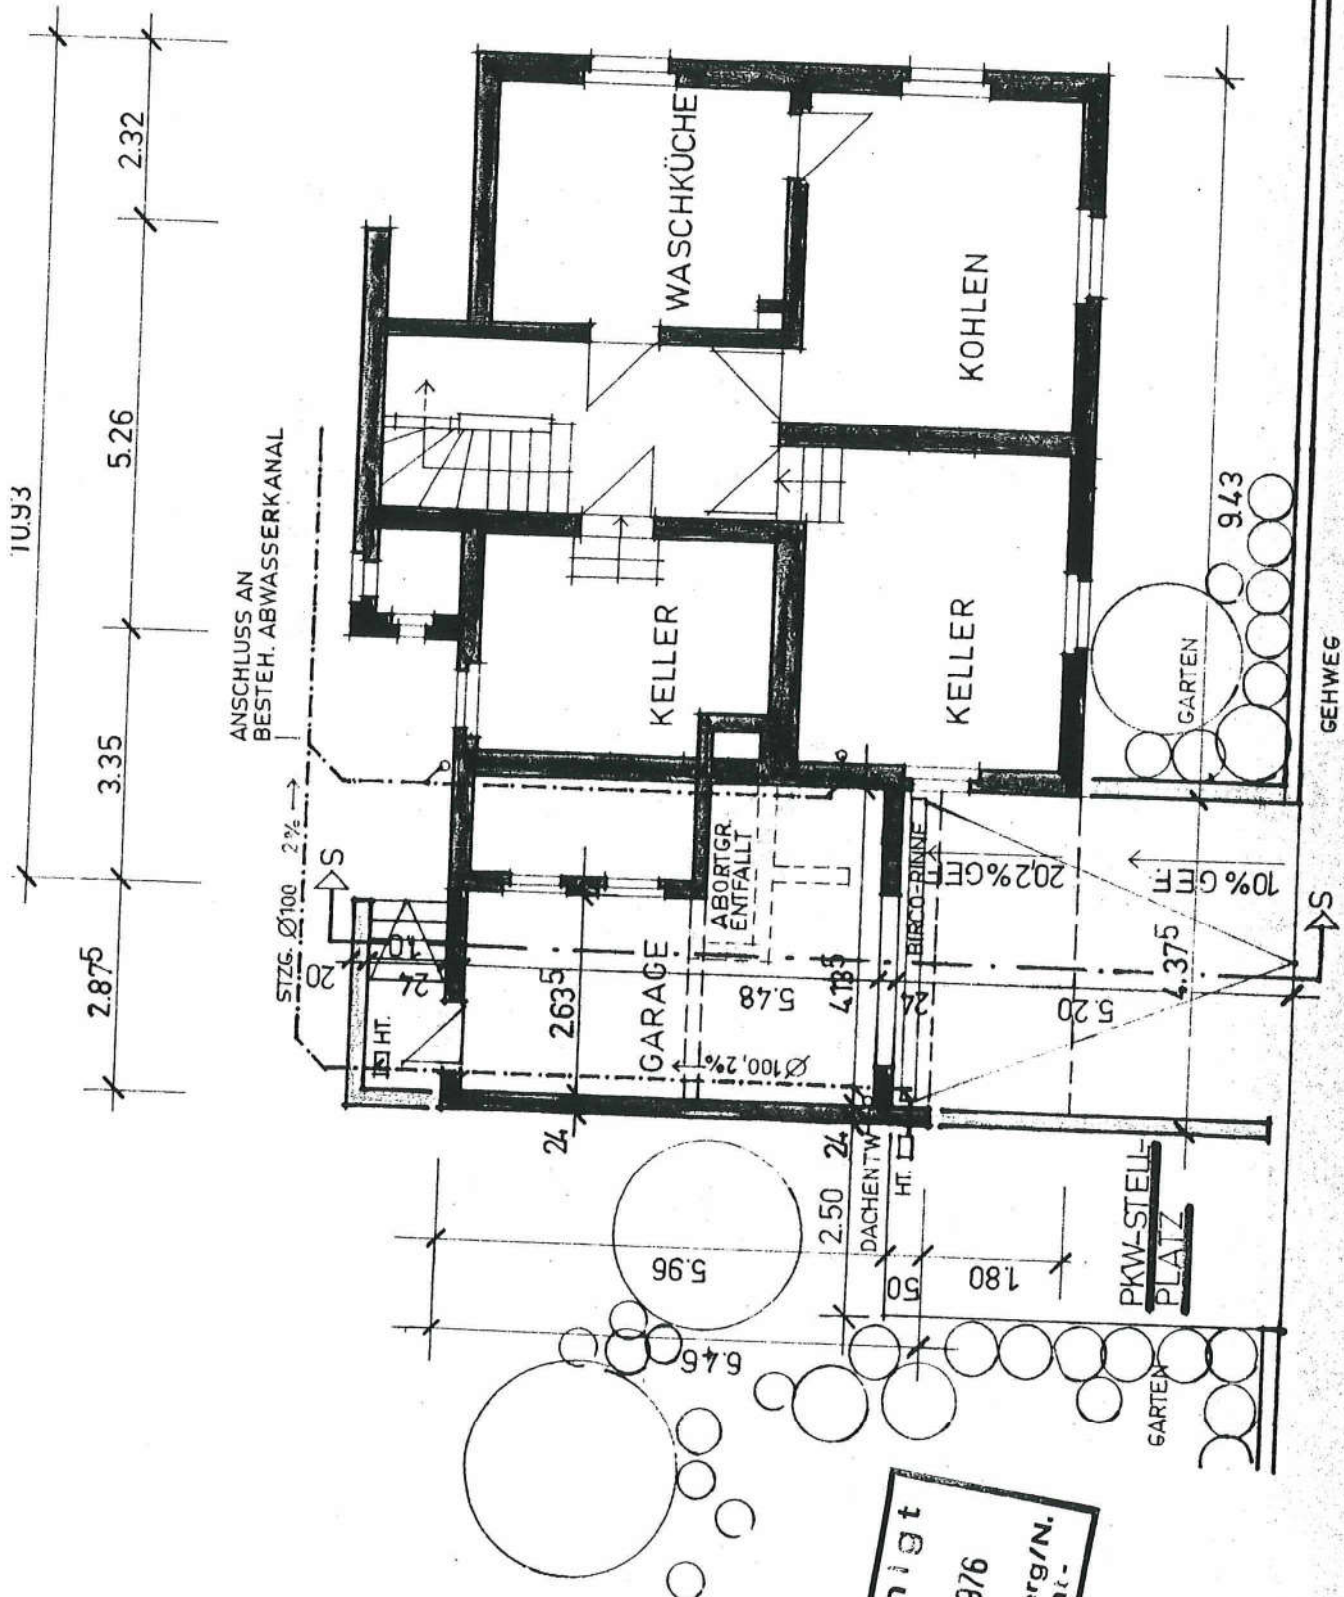 10.93
2.32
5.26
3.35
2.87⁵
ANSCHLUSS AN
BESTEH. ABWASSERKANAL
STZG. Ø100 2% →
S
WASCHKÜCHE
KOHLEN
KELLER
KELLER
GARAGE
ABORTGR.
ENTFÄLLT
20
24
10
HT.
2.63⁵
5.48
4.13⁵
24
Ø100, 2%
BIRCO-RINNE
20,2% GEF.
10% GEF.
5.20
4.37⁵
S
9.43
GARTEN
GEHWEG
24
24
2.50
DACHENTW.
HT.
5.96
50
1.80
6.46
PKW-STELL-
PLATZ
GARTEN